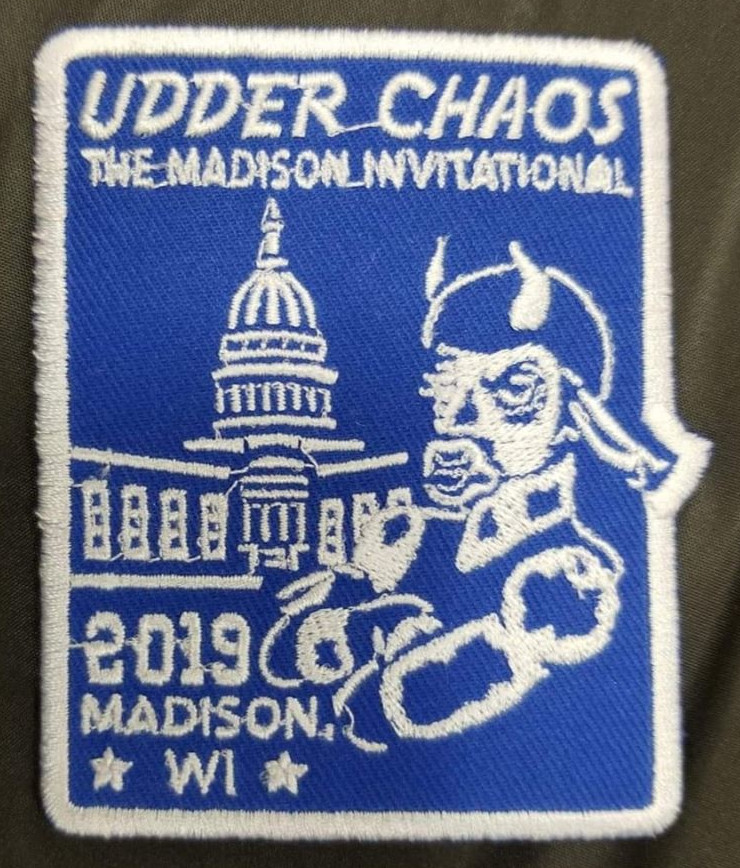 UDDER CHAOS
THE MADISON INVITATIONAL
2019
MADISON,
★ WI ★